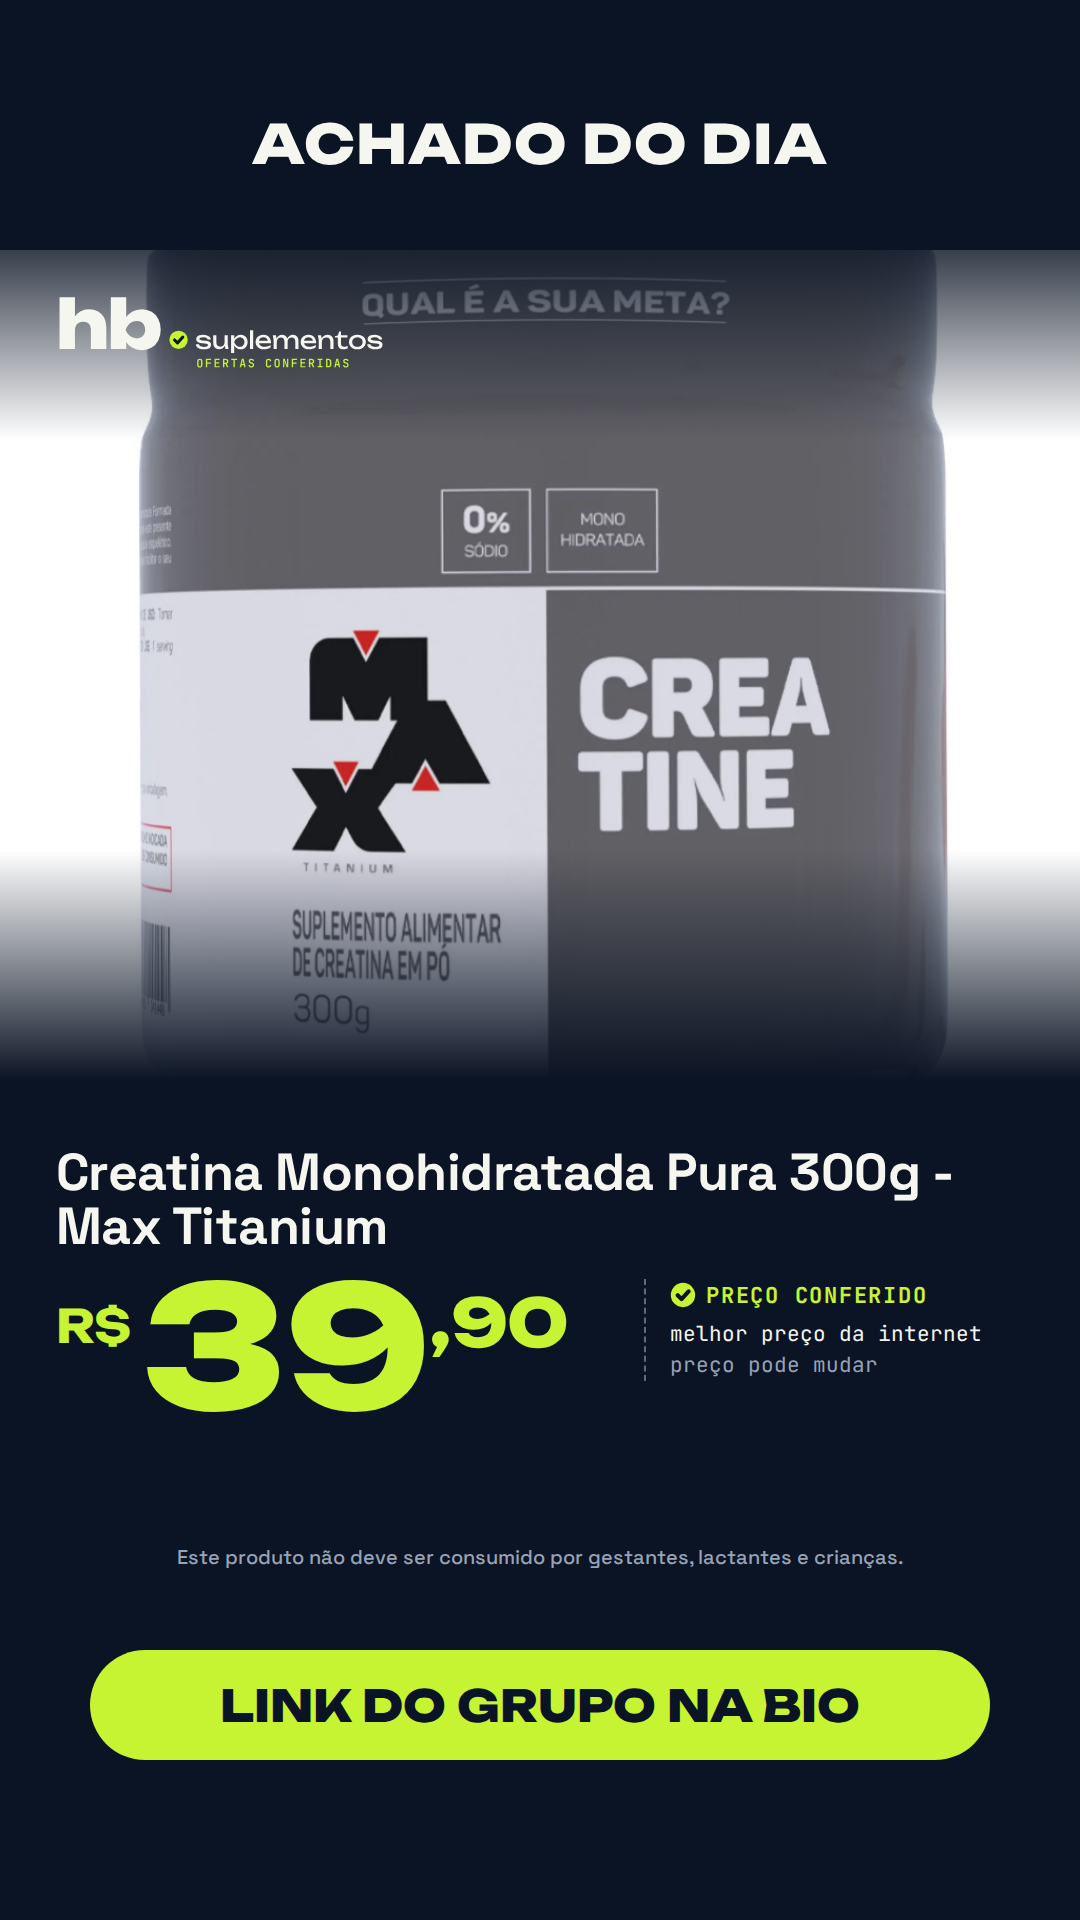 ACHADO DO DIA
QUAL É A SUA META?
hb suplementos
OFERTAS CONFERIDAS
0% SÓDIO
MONO HIDRATADA
MAX
TITANIUM
CREA
TINE
SUPLEMENTO ALIMENTAR
DE CREATINA EM PÓ
300g
Creatina Monohidratada Pura 300g -
Max Titanium
R$ 39,90
PREÇO CONFERIDO
melhor preço da internet
preço pode mudar
Este produto não deve ser consumido por gestantes, lactantes e crianças.
LINK DO GRUPO NA BIO